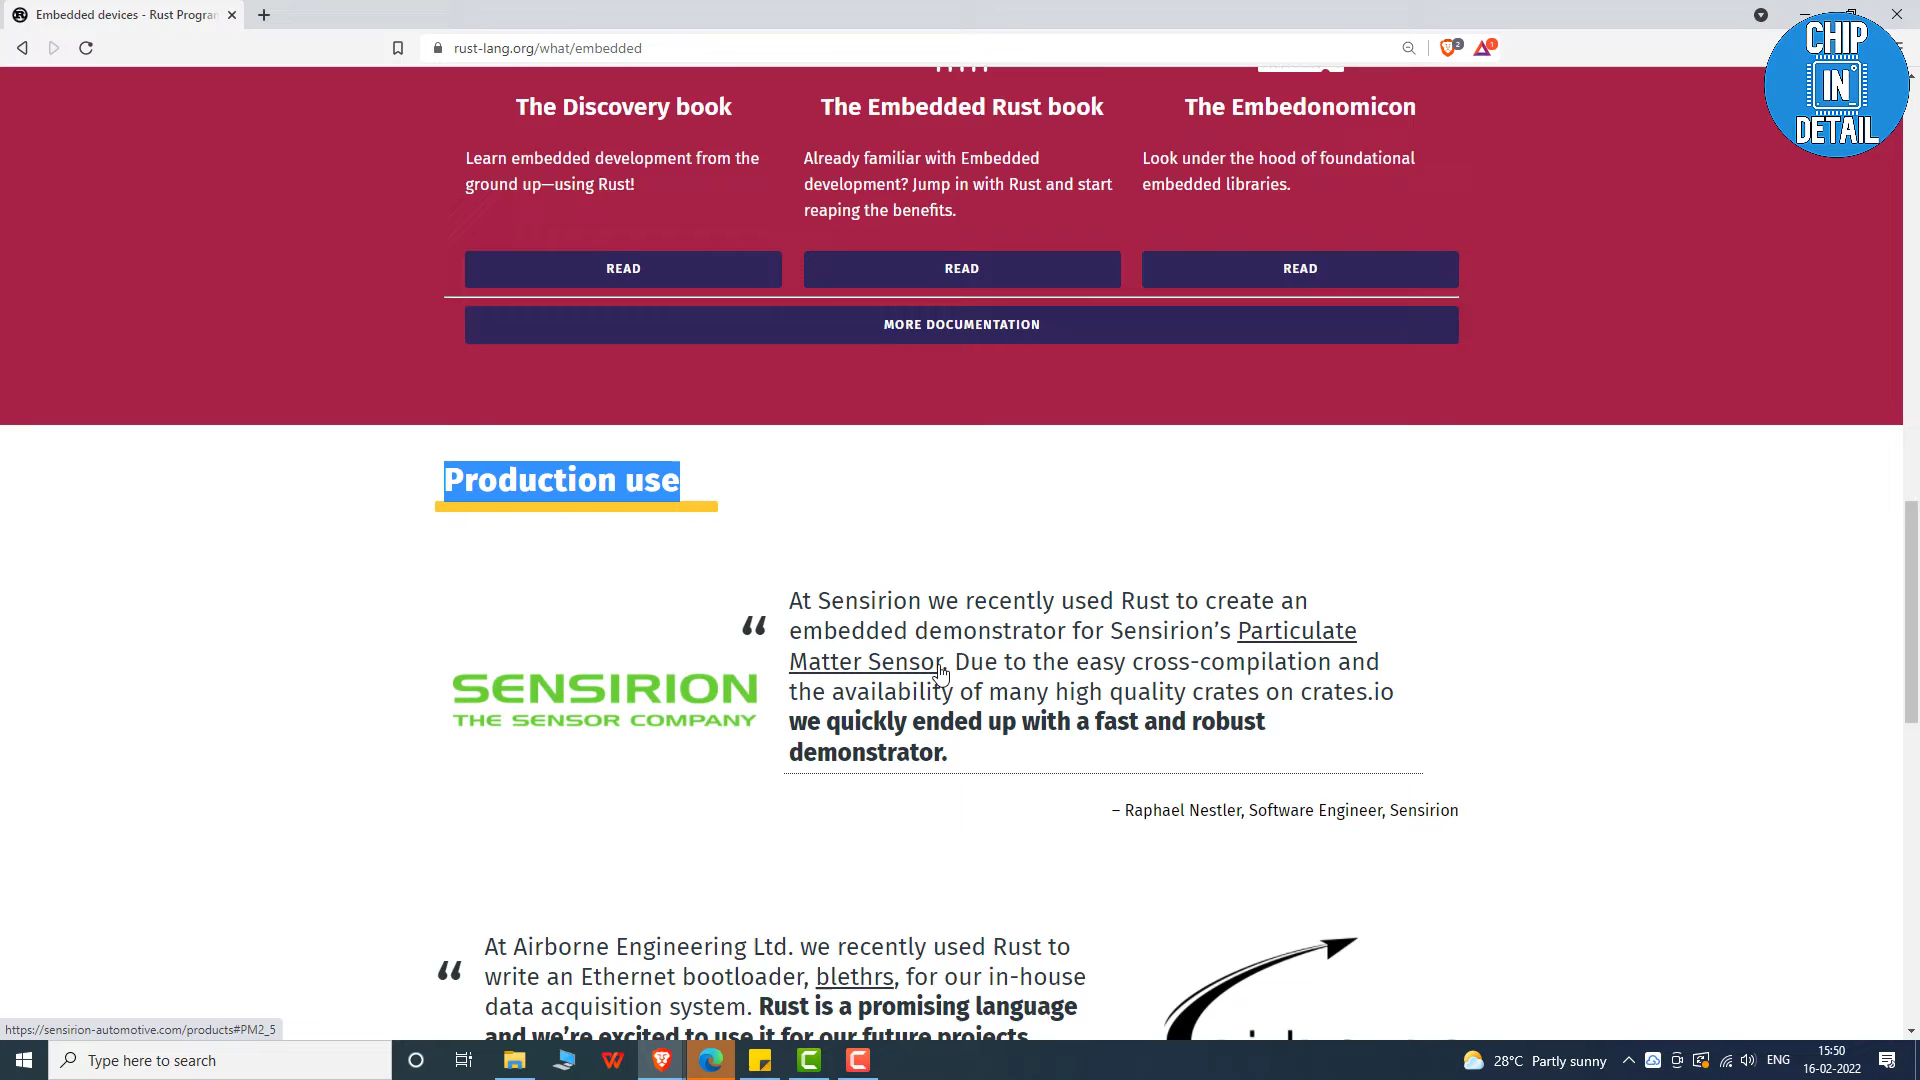 Embedded devices - Rust Progra
rust-lang.org/what/embedded
2
1
CHIP
IN
DETAIL
The Discovery book
Learn embedded development from the
ground up—using Rust!
READ
The Embedded Rust book
Already familiar with Embedded
development? Jump in with Rust and start
reaping the benefits.
READ
The Embedonomicon
Look under the hood of foundational
embedded libraries.
READ
MORE DOCUMENTATION
Production use
SENSIRION
THE SENSOR COMPANY
“ At Sensirion we recently used Rust to create an
embedded demonstrator for Sensirion’s Particulate
Matter Sensor. Due to the easy cross-compilation and
the availability of many high quality crates on crates.io
we quickly ended up with a fast and robust
demonstrator.
– Raphael Nestler, Software Engineer, Sensirion
“ At Airborne Engineering Ltd. we recently used Rust to
write an Ethernet bootloader, blethrs, for our in-house
data acquisition system. Rust is a promising language
and we’re excited to use it for our future projects
https://sensirion-automotive.com/products#PM2_5
Type here to search
28°C Partly sunny
ENG
15:50
16-02-2022